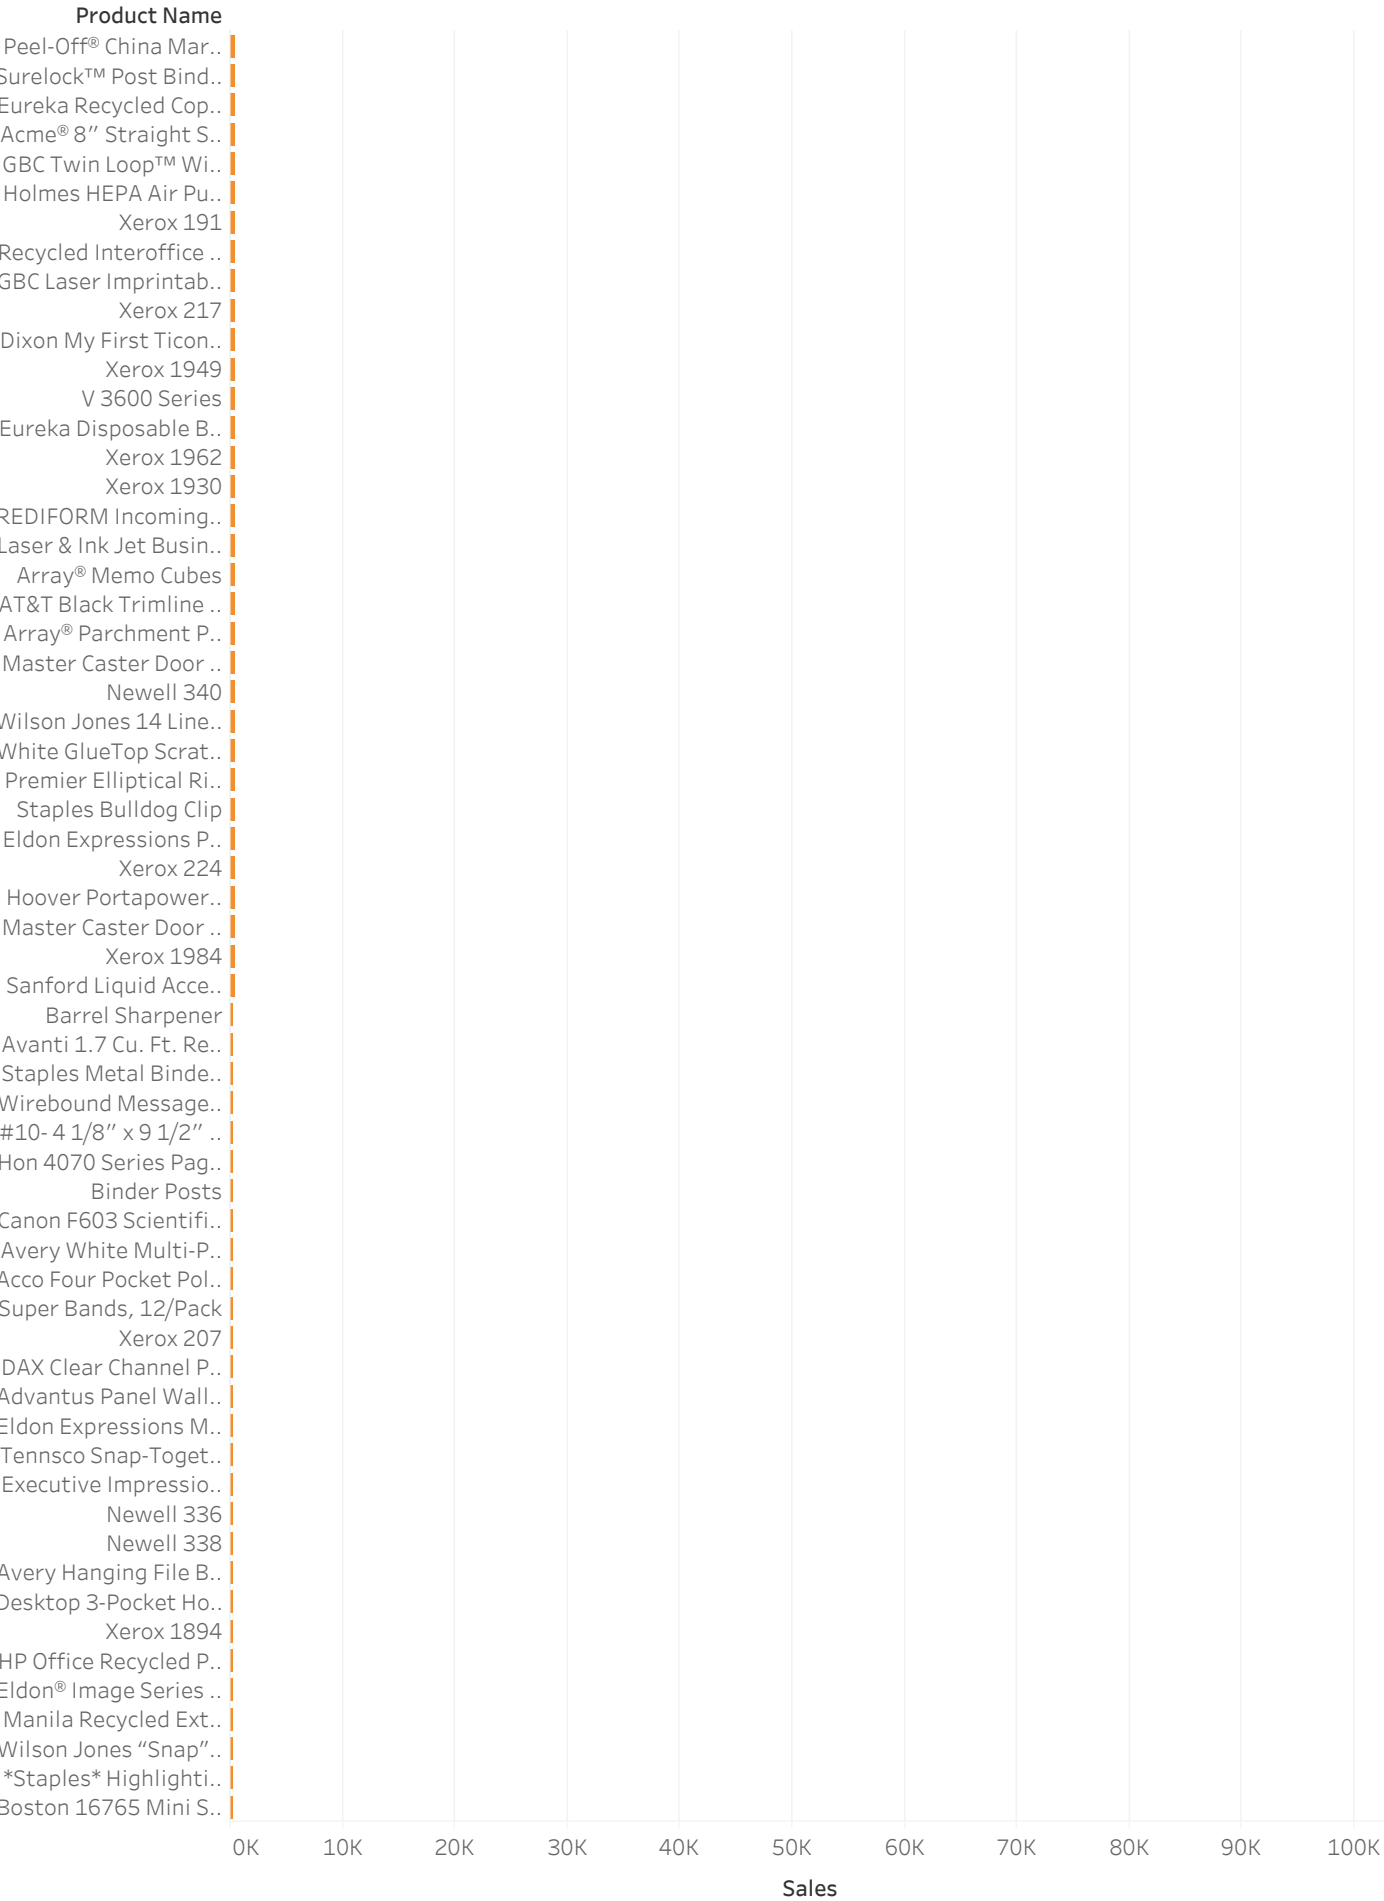 Product Name
Peel-Off® China Mar..
Surelock™ Post Bind..
Eureka Recycled Cop..
Acme® 8" Straight S..
GBC Twin Loop™ Wi..
Holmes HEPA Air Pu..
Xerox 191
Recycled Interoffice ..
GBC Laser Imprintab..
Xerox 217
Dixon My First Ticon..
Xerox 1949
V 3600 Series
Eureka Disposable B..
Xerox 1962
Xerox 1930
REDIFORM Incoming..
Laser & Ink Jet Busin..
Array® Memo Cubes
AT&T Black Trimline ..
Array® Parchment P..
Master Caster Door ..
Newell 340
Wilson Jones 14 Line..
White GlueTop Scrat..
Premier Elliptical Ri..
Staples Bulldog Clip
Eldon Expressions P..
Xerox 224
Hoover Portapower..
Master Caster Door ..
Xerox 1984
Sanford Liquid Acce..
Barrel Sharpener
Avanti 1.7 Cu. Ft. Re..
Staples Metal Binde..
Wirebound Message..
#10- 4 1/8" x 9 1/2" ..
Hon 4070 Series Pag..
Binder Posts
Canon F603 Scientifi..
Avery White Multi-P..
Acco Four Pocket Pol..
Super Bands, 12/Pack
Xerox 207
DAX Clear Channel P..
Advantus Panel Wall..
Eldon Expressions M..
Tennsco Snap-Toget..
Executive Impressio..
Newell 336
Newell 338
Avery Hanging File B..
Desktop 3-Pocket Ho..
Xerox 1894
HP Office Recycled P..
Eldon® Image Series ..
Manila Recycled Ext..
Wilson Jones “Snap”..
*Staples* Highlighti..
Boston 16765 Mini S..
0K 10K 20K 30K 40K 50K 60K 70K 80K 90K 100K
Sales